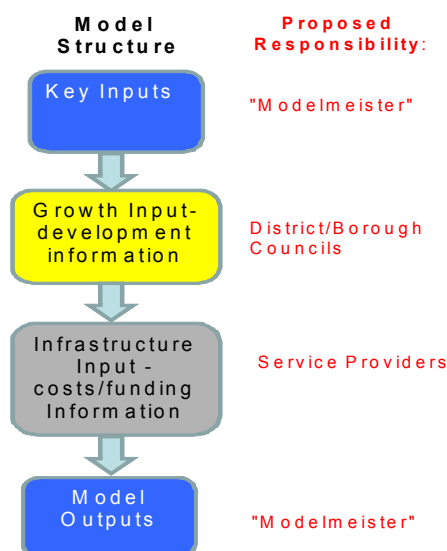 Model
Structure
Proposed
Responsibility:
Key Inputs
"Modelmeister"
Growth Input-
development
information
District/Borough
Councils
Infrastructure
Input -
costs/funding
Information
Service Providers
Model
Outputs
"Modelmeister"